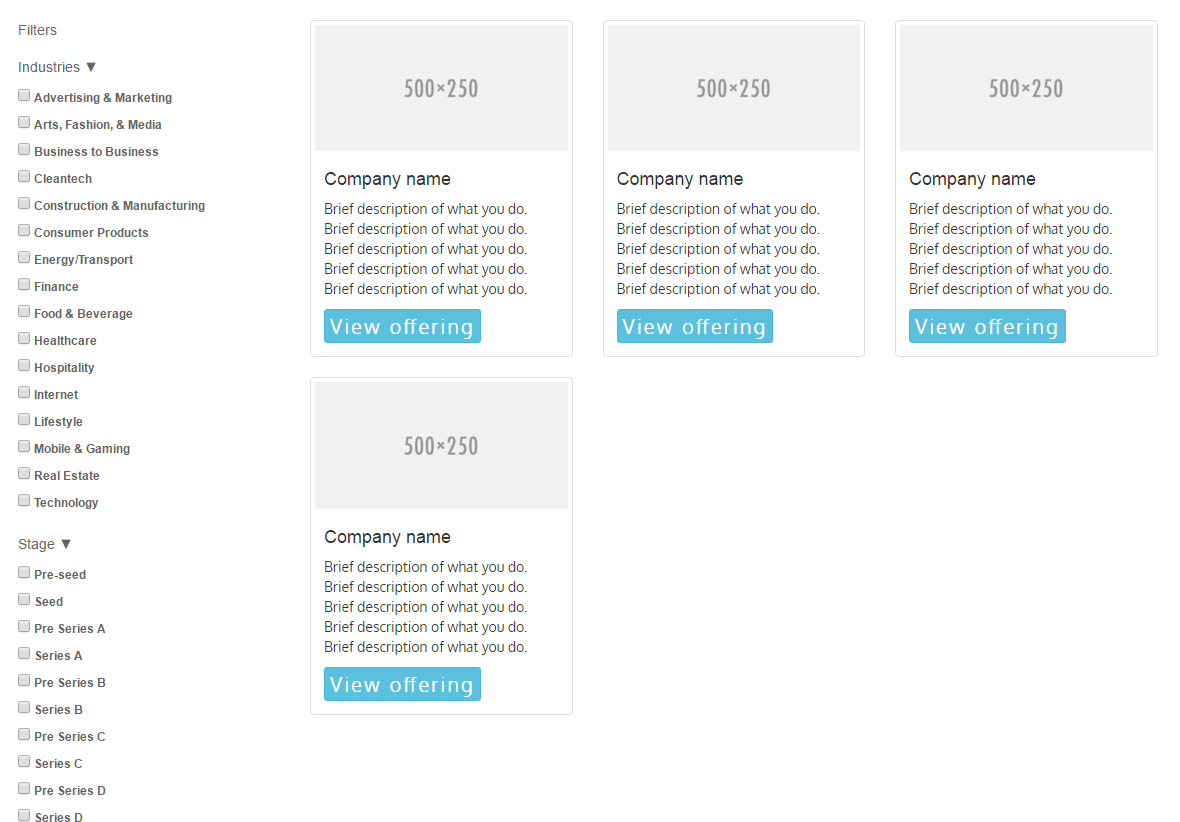 Filters
Industries ▼
Advertising & Marketing
Arts, Fashion, & Media
Business to Business
Cleantech
Construction & Manufacturing
Consumer Products
Energy/Transport
Finance
Food & Beverage
Healthcare
Hospitality
Internet
Lifestyle
Mobile & Gaming
Real Estate
Technology
Stage ▼
Pre-seed
Seed
Pre Series A
Series A
Pre Series B
Series B
Pre Series C
Series C
Pre Series D
Series D
500×250
Company name
Brief description of what you do.
Brief description of what you do.
Brief description of what you do.
Brief description of what you do.
Brief description of what you do.
View offering
500×250
Company name
Brief description of what you do.
Brief description of what you do.
Brief description of what you do.
Brief description of what you do.
Brief description of what you do.
View offering
500×250
Company name
Brief description of what you do.
Brief description of what you do.
Brief description of what you do.
Brief description of what you do.
Brief description of what you do.
View offering
500×250
Company name
Brief description of what you do.
Brief description of what you do.
Brief description of what you do.
Brief description of what you do.
Brief description of what you do.
View offering